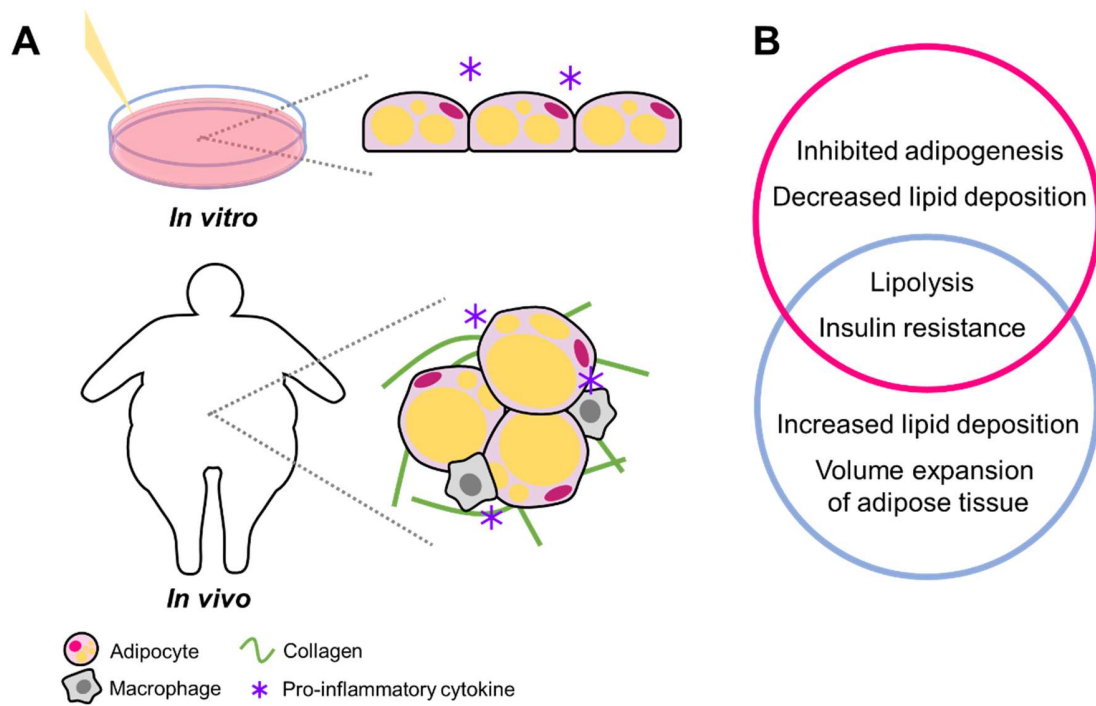 A
In vitro
In vivo
Adipocyte
Collagen
Macrophage
Pro-inflammatory cytokine
B
Inhibited adipogenesis
Decreased lipid deposition
Lipolysis
Insulin resistance
Increased lipid deposition
Volume expansion
of adipose tissue